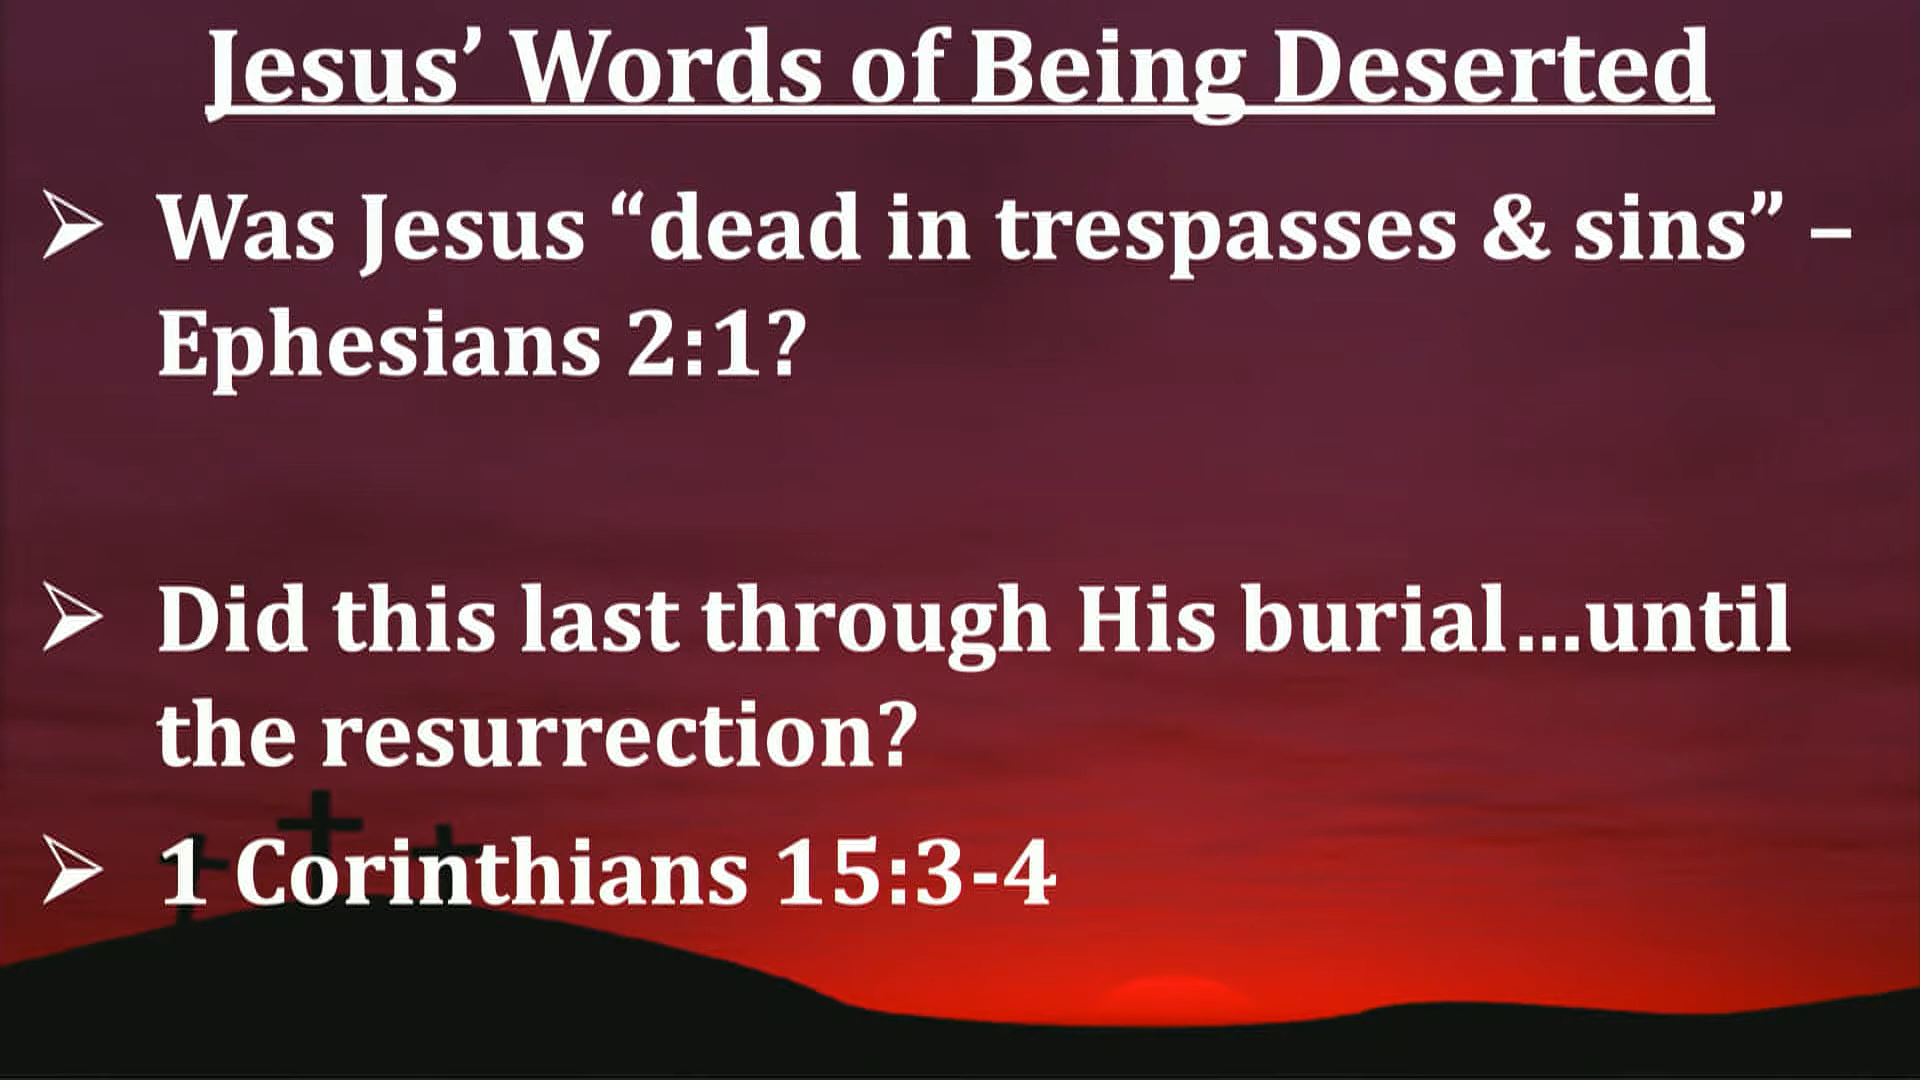 Jesus’ Words of Being Deserted
➢ Was Jesus “dead in trespasses & sins” –
Ephesians 2:1?
➢ Did this last through His burial…until
the resurrection?
➢ 1 Corinthians 15:3-4